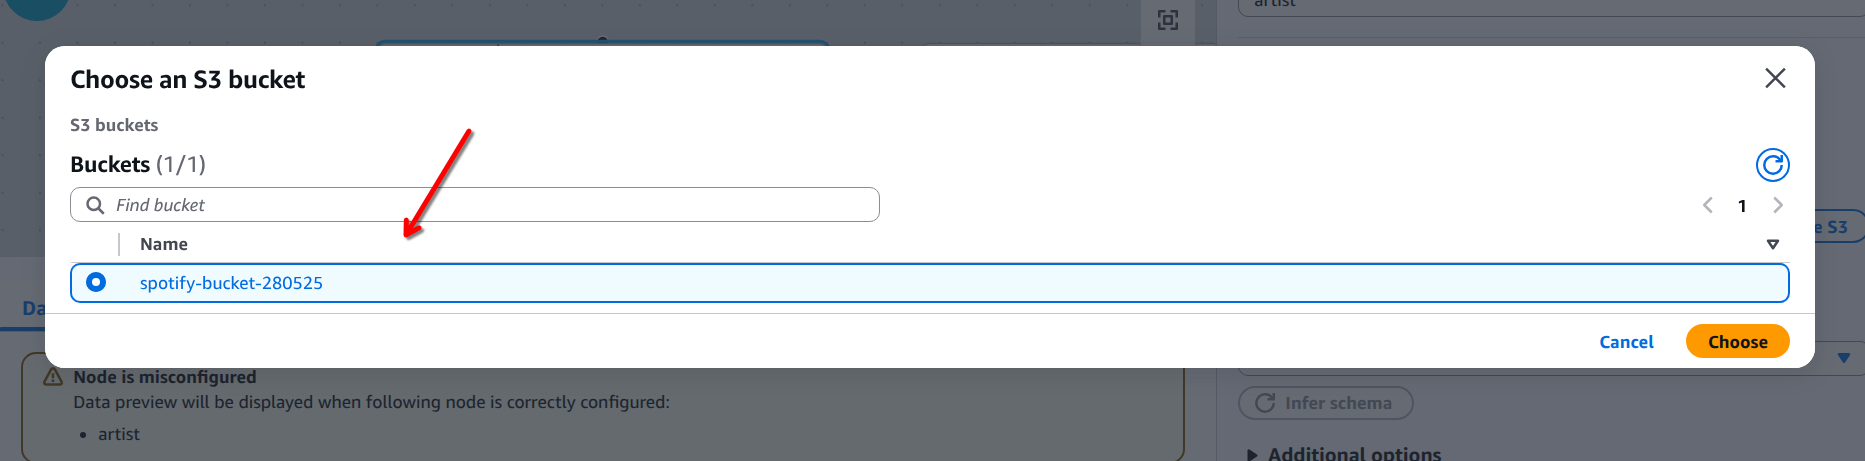 artist
Choose an S3 bucket
S3 buckets
Buckets (1/1)
Find bucket
1
Name
spotify-bucket-280525
Cancel
Choose
e S3
Da
Node is misconfigured
Data preview will be displayed when following node is correctly configured:
• artist
Infer schema
Additional options